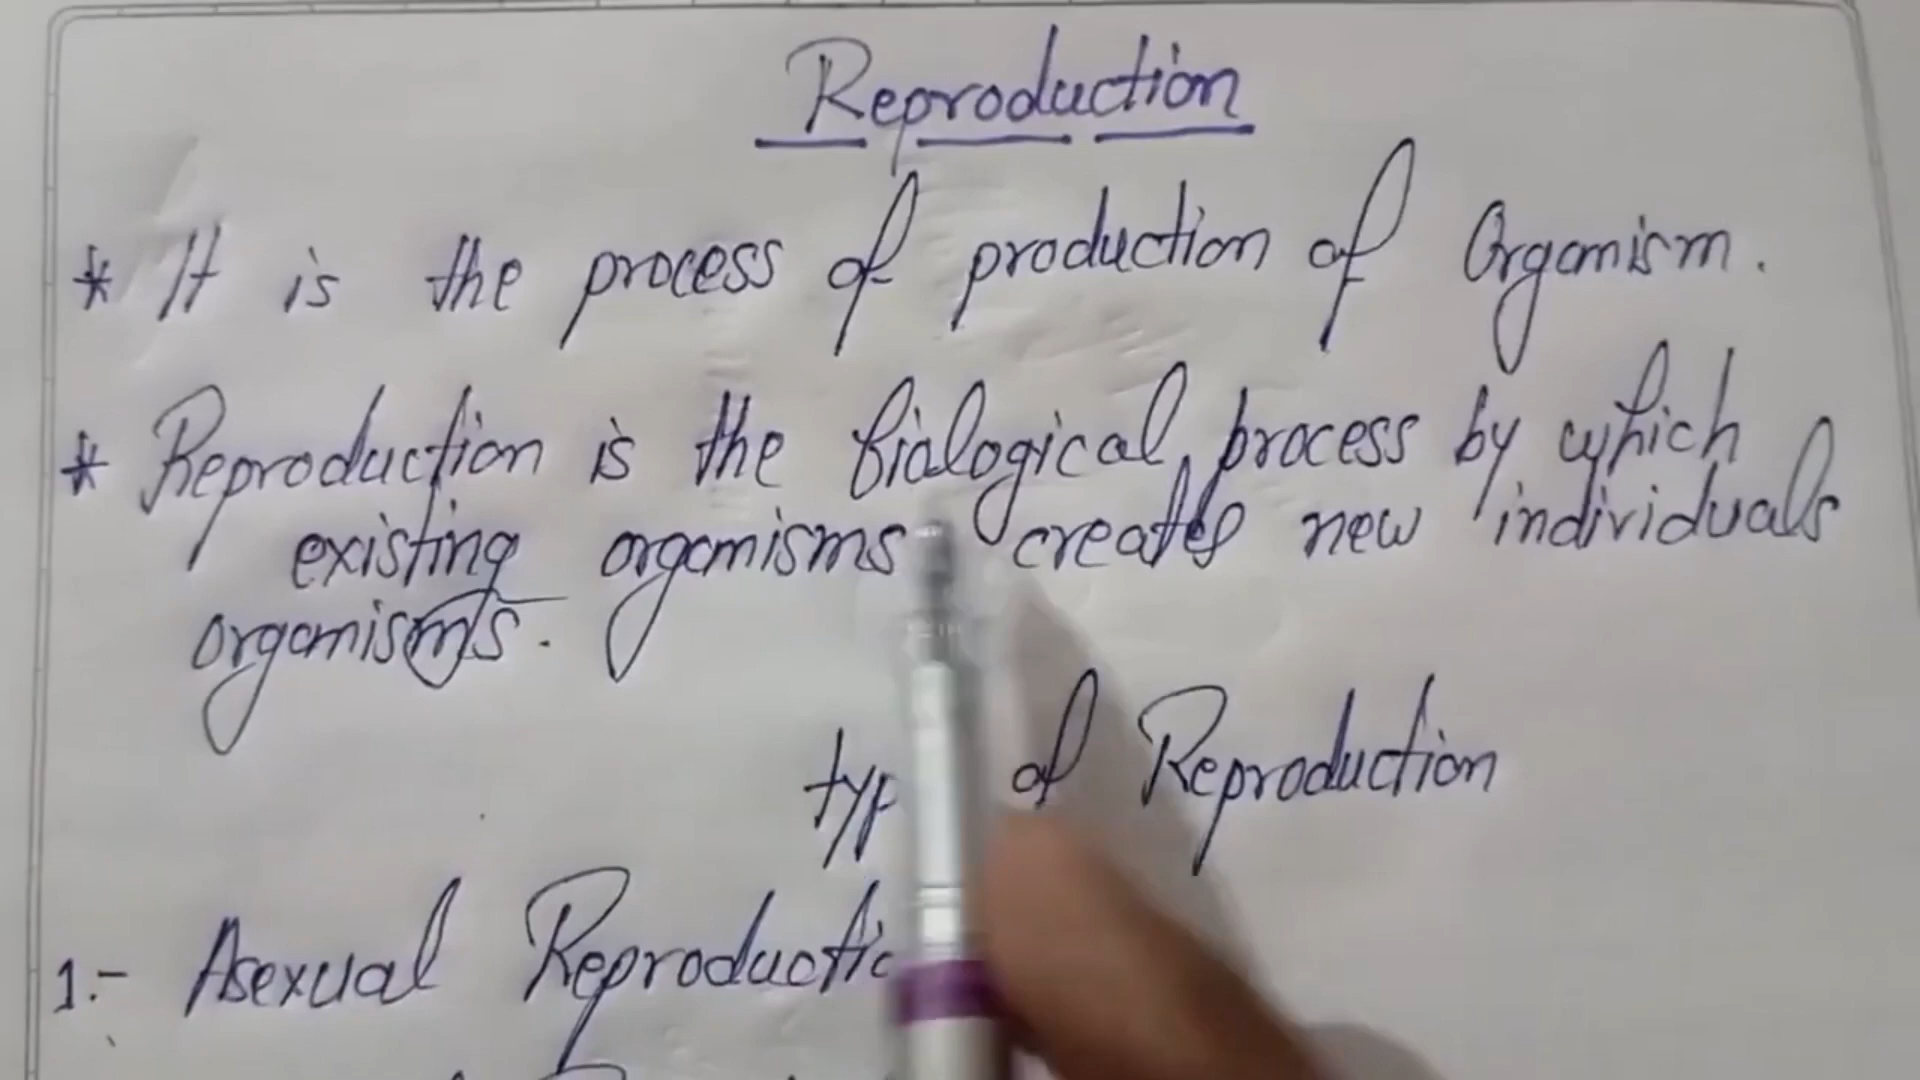 Reproduction
* It is the process of production of Organism.
* Reproduction is the biological process by which
existing organisms creates new individuals
organisms.
of Reproduction
1.- Asexual